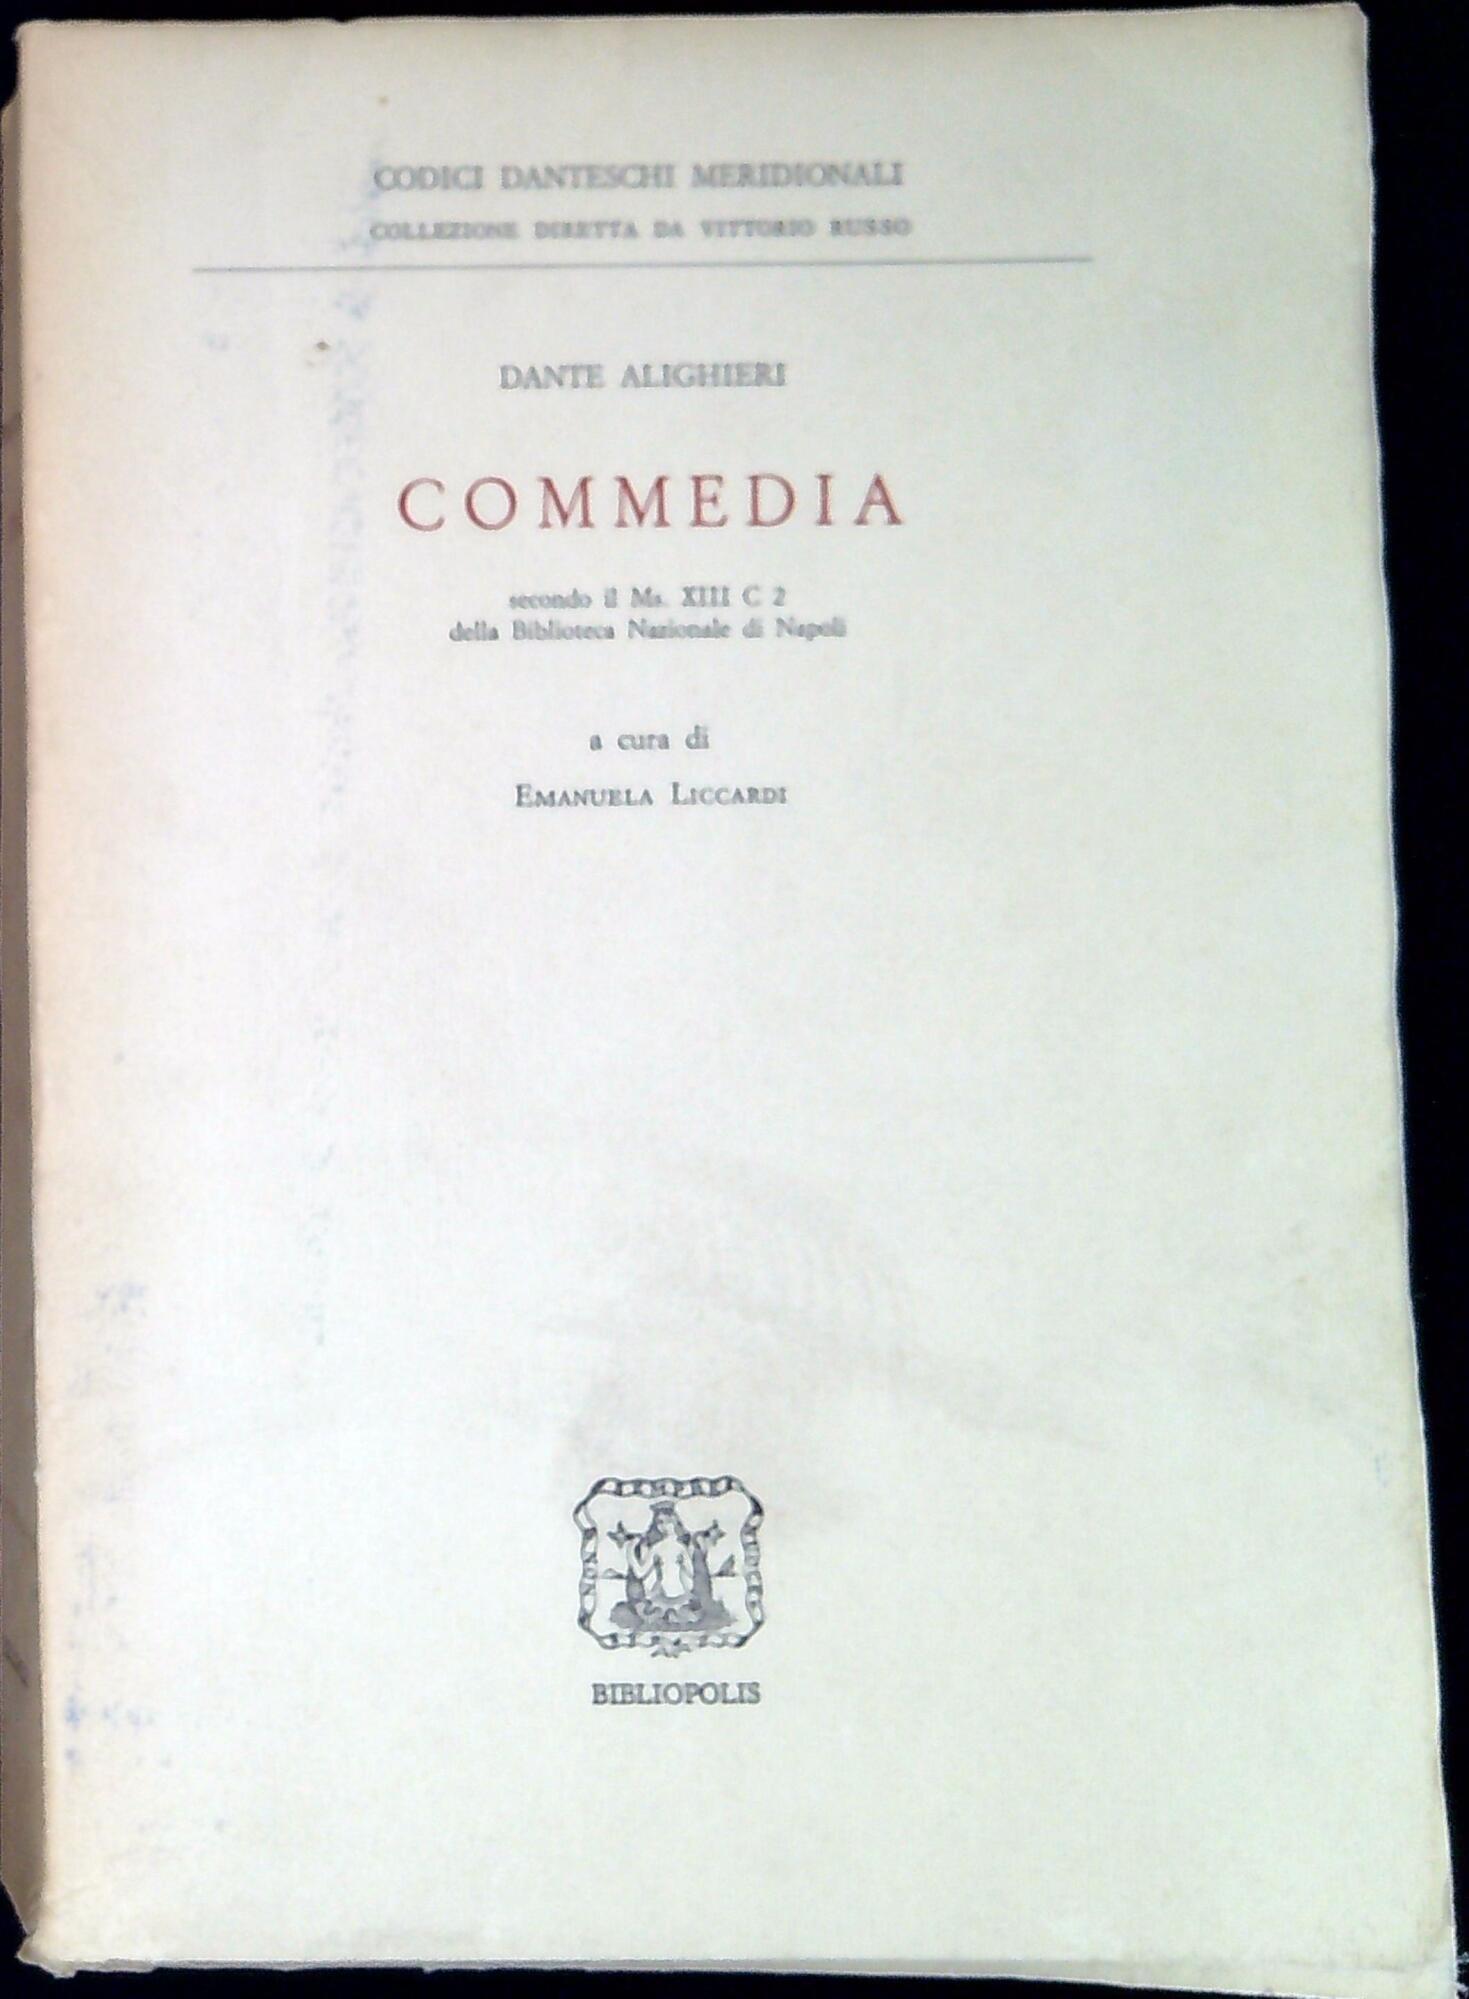 CODICI DANTESCHI MERIDIONALI
COLLEZIONE DIRETTA DA VITTORIO RUSSO
DANTE ALIGHIERI
COMMEDIA
secondo il Ms. XIII C 2
della Biblioteca Nazionale di Napoli
a cura di
EMANUELA LICCARDI
BIBLIOPOLIS